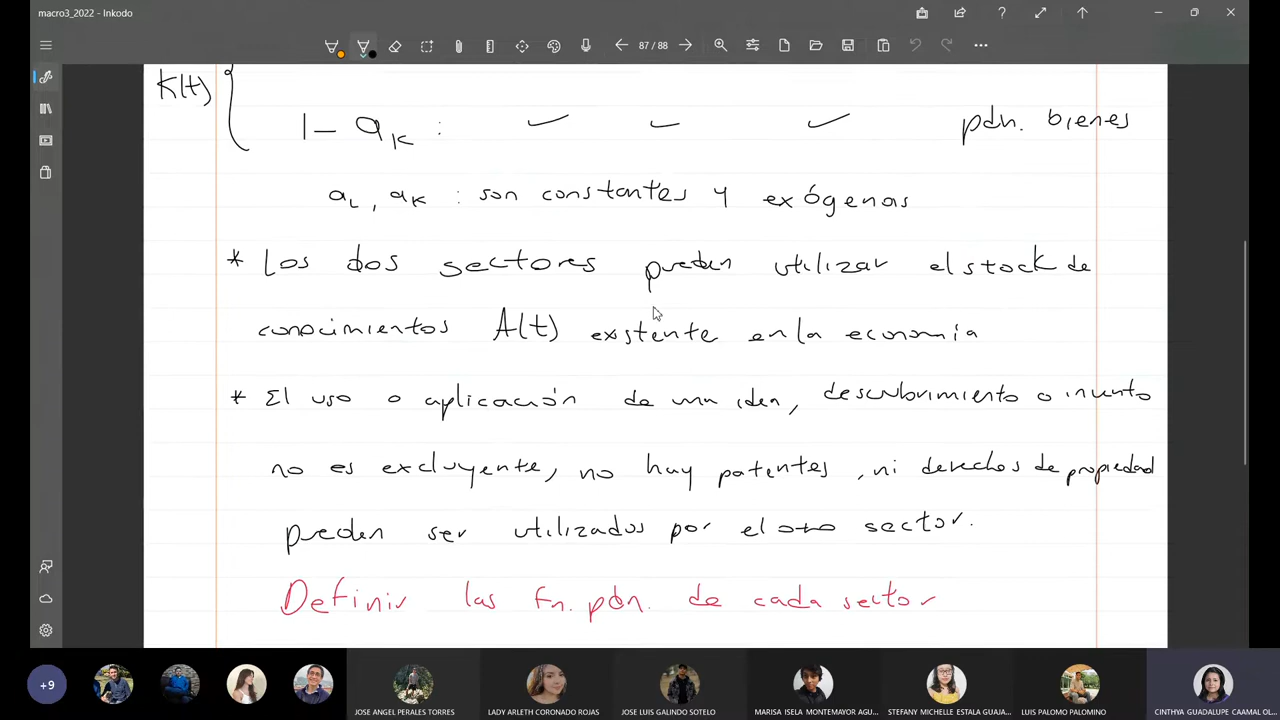 macro3_2022 - Inkodo
87 / 88
K(t)
1 - aK :
pdn. bienes
aL, aK : son constantes y exógenas
* Los dos sectores pueden utilizar el stock de
conocimientos A(t) existente en la economía
* El uso o aplicación de una idea, descubrimiento o invento
no es excluyente, no hay patentes, ni derechos de propiedad
pueden ser utilizados por el otro sector.
Definir las fn. pdn. de cada sector
+9
JOSE ANGEL PERALES TORRES
LADY ARLETH CORONADO ROJAS
JOSE LUIS GALINDO SOTELO
MARISA ISELA MONTEMAYOR AGU...
STEFANY MICHELLE ESTALA GUAJA...
LUIS PALOMO PALOMINO
CINTHYA GUADALUPE CAAMAL OL...